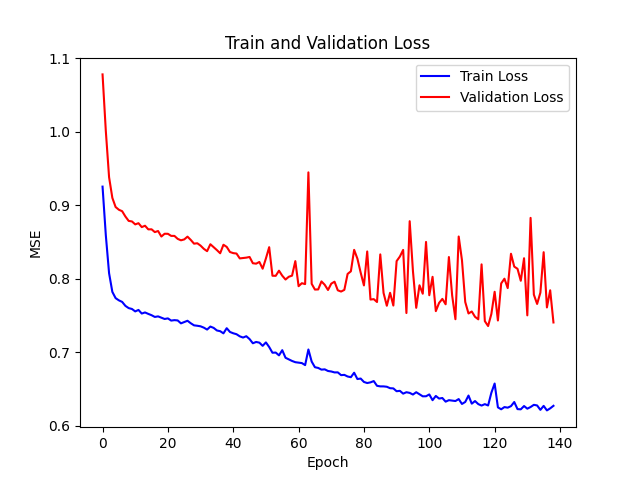 Train and Validation Loss
Train Loss
Validation Loss
MSE
1.1
1.0
0.9
0.8
0.7
0.6
0 20 40 60 80 100 120 140
Epoch